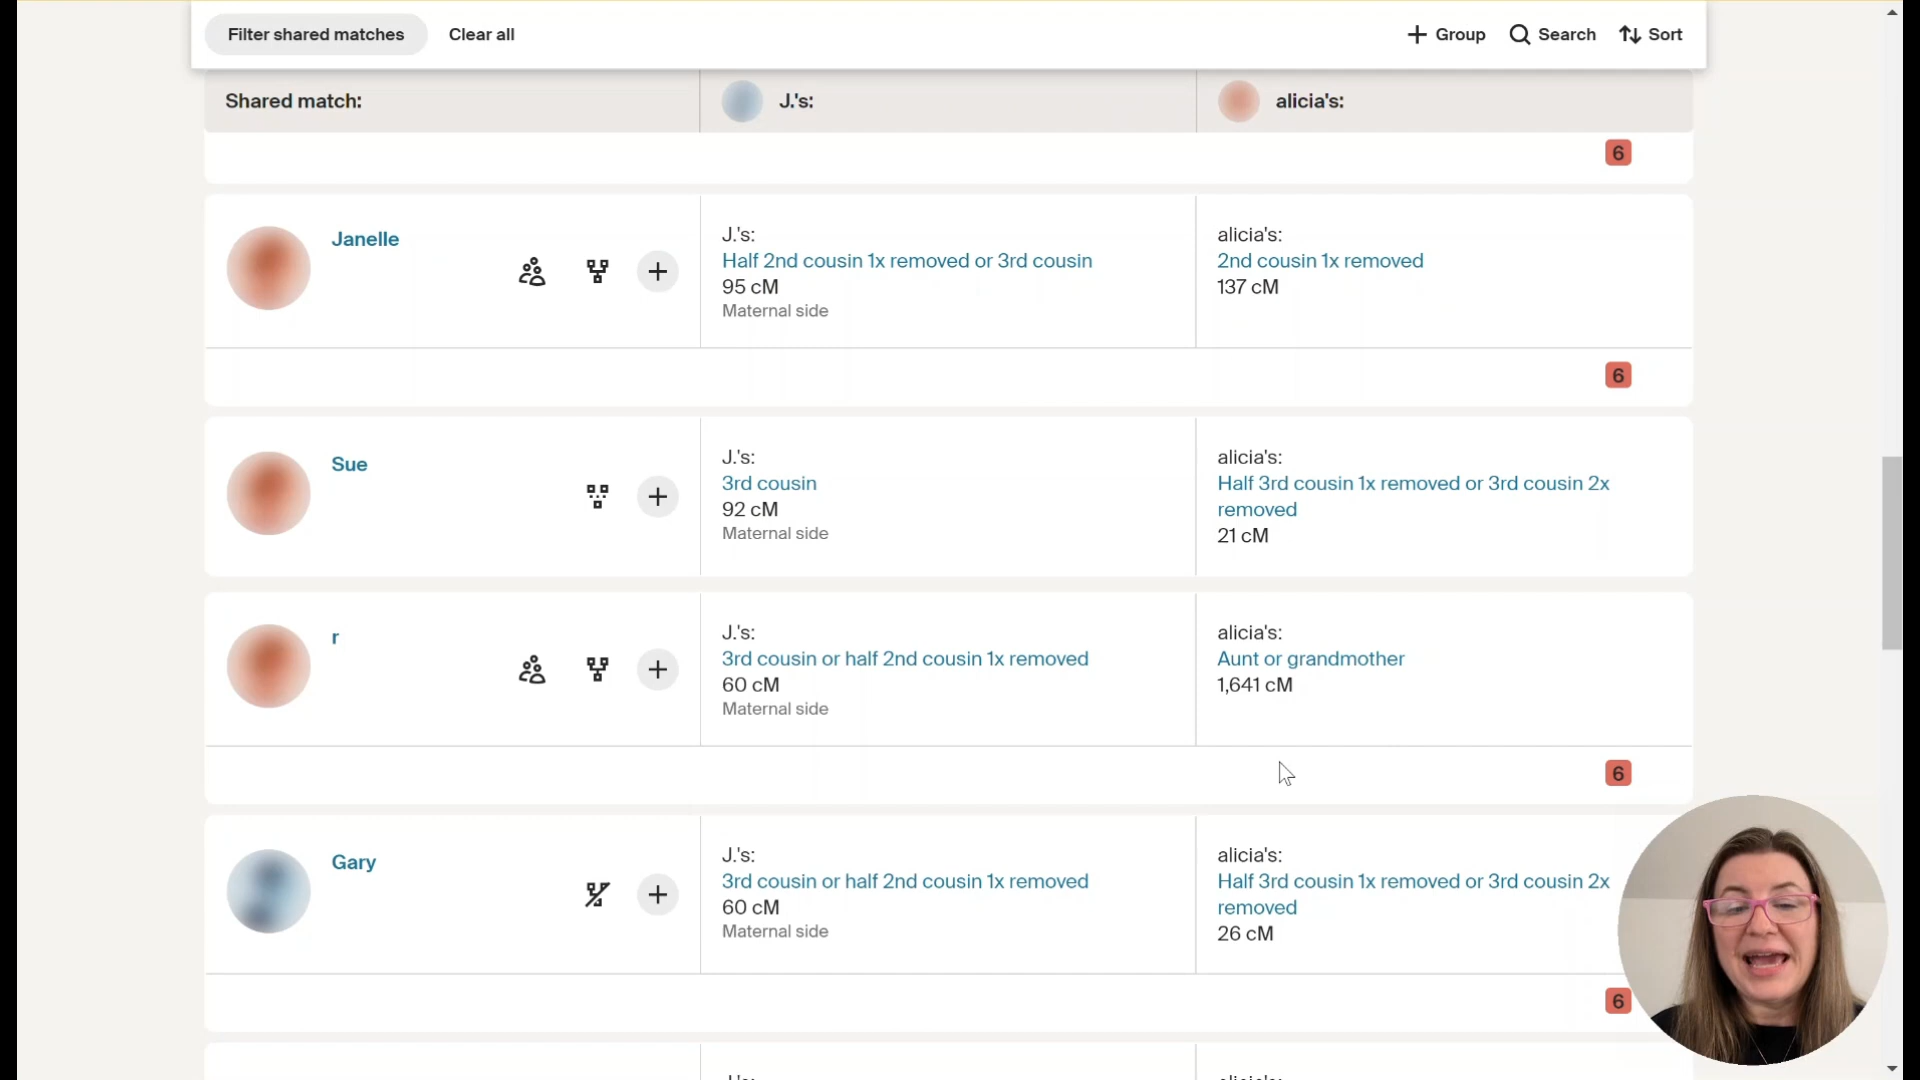 Filter shared matches
Clear all
Group
Search
Sort
Shared match:
J.'s:
alicia's:
6
Janelle
J.'s:
Half 2nd cousin 1x removed or 3rd cousin
95 cM
Maternal side
alicia's:
2nd cousin 1x removed
137 cM
6
Sue
J.'s:
3rd cousin
92 cM
Maternal side
alicia's:
Half 3rd cousin 1x removed or 3rd cousin 2x
removed
21 cM
r
J.'s:
3rd cousin or half 2nd cousin 1x removed
60 cM
Maternal side
alicia's:
Aunt or grandmother
1,641 cM
6
Gary
J.'s:
3rd cousin or half 2nd cousin 1x removed
60 cM
Maternal side
alicia's:
Half 3rd cousin 1x removed or 3rd cousin 2x
removed
26 cM
6